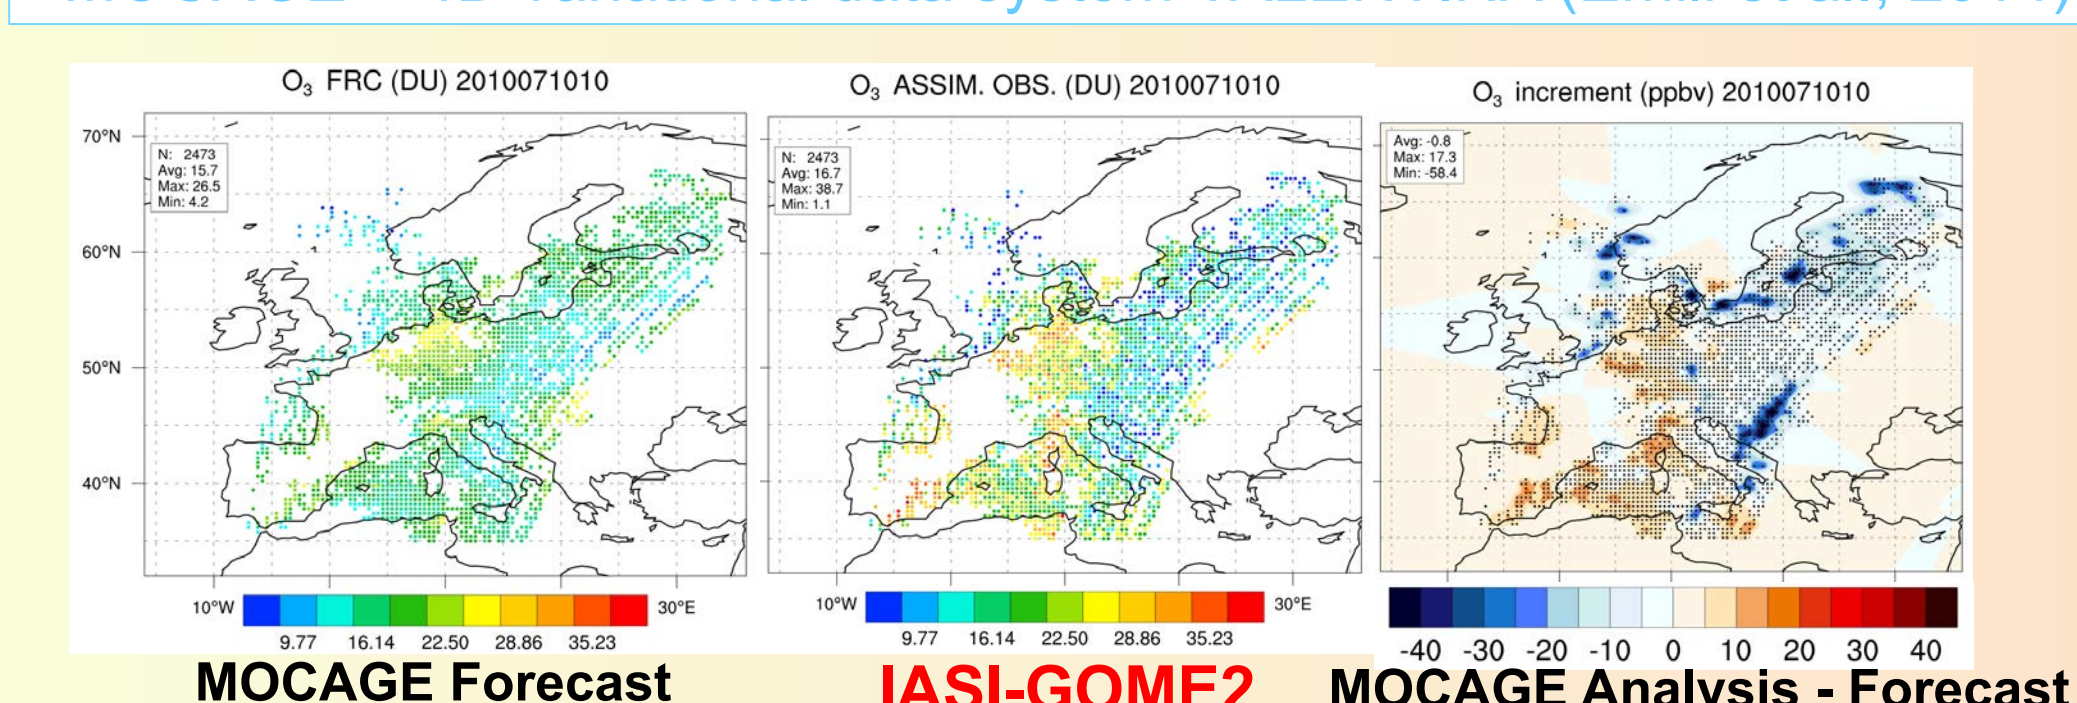 O₃ FRC (DU) 2010071010
70°N
60°N
50°N
40°N
N: 2473
Avg: 15.7
Max: 26.5
Min: 4.2
10°W
30°E
9.77 16.14 22.50 28.86 35.23
MOCAGE Forecast
O₃ ASSIM. OBS. (DU) 2010071010
N: 2473
Avg: 16.7
Max: 38.7
Min: 1.1
10°W
30°E
9.77 16.14 22.50 28.86 35.23
IASI-GOME2
O₃ increment (ppbv) 2010071010
Avg: -0.8
Max: 17.3
Min: -58.4
-40 -30 -20 -10 0 10 20 30 40
MOCAGE Analysis - Forecast